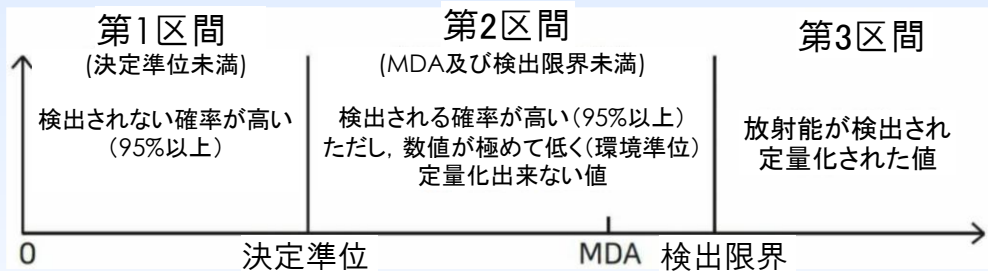 第1区間
(決定準位未満)
検出されない確率が高い
(95%以上)
第2区間
(MDA及び検出限界未満)
検出される確率が高い(95%以上)
ただし, 数値が極めて低く(環境準位)
定量化出来ない値
第3区間
放射能が検出され
定量化された値
0
決定準位
MDA
検出限界